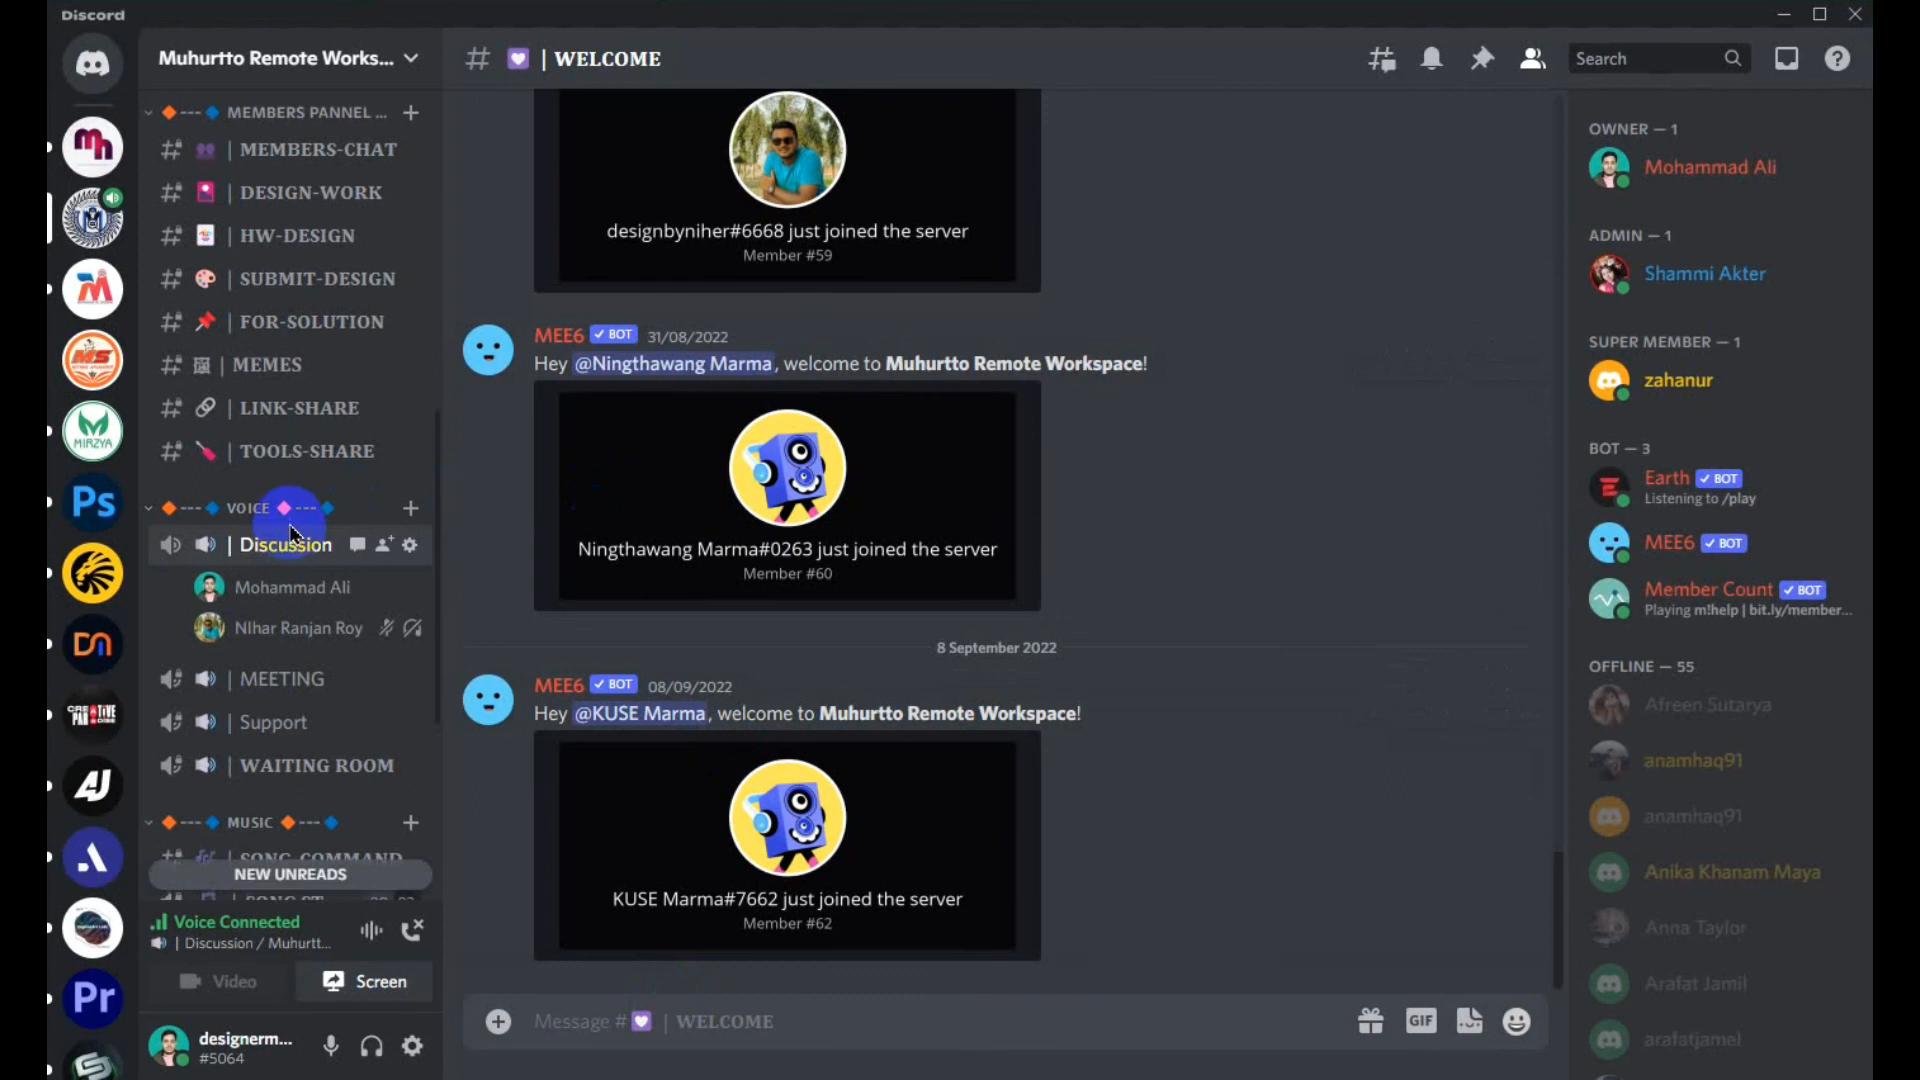 Discord
Muhurtto Remote Works...
MEMBERS PANNEL ...
| MEMBERS-CHAT
| DESIGN-WORK
| HW-DESIGN
| SUBMIT-DESIGN
| FOR-SOLUTION
| MEMES
| LINK-SHARE
| TOOLS-SHARE
VOICE
| Discussion
Mohammad Ali
NIhar Ranjan Roy
| MEETING
| Support
| WAITING ROOM
MUSIC
| SONG-COMMAND
NEW UNREADS
Voice Connected
| Discussion / Muhurtt...
Video
Screen
designerm...
#5064
mn
M
MS
MIRZYA
Ps
AJ
Pr
| WELCOME
Search
designbyniher#6668 just joined the server
Member #59
MEE6 BOT 31/08/2022
Hey @Ningthawang Marma, welcome to Muhurtto Remote Workspace!
Ningthawang Marma#0263 just joined the server
Member #60
8 September 2022
MEE6 BOT 08/09/2022
Hey @KUSE Marma, welcome to Muhurtto Remote Workspace!
KUSE Marma#7662 just joined the server
Member #62
Message # | WELCOME
GIF
OWNER — 1
Mohammad Ali
ADMIN — 1
Shammi Akter
SUPER MEMBER — 1
zahanur
BOT — 3
Earth BOT
Listening to /play
MEE6 BOT
Member Count BOT
Playing m!help | bit.ly/member...
OFFLINE — 55
Afreen Sutarya
anamhaq91
anamhaq91
Anika Khanam Maya
Anna Taylor
Arafat Jamil
arafatjamel